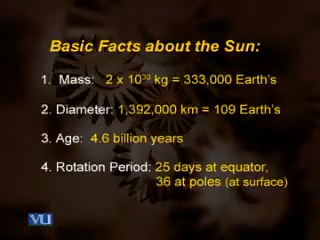 Basic Facts about the Sun:
1. Mass: 2 x 10³⁰ kg = 333,000 Earth's
2. Diameter: 1,392,000 km = 109 Earth's
3. Age: 4.6 billion years
4. Rotation Period: 25 days at equator,
36 at poles (at surface)
VU